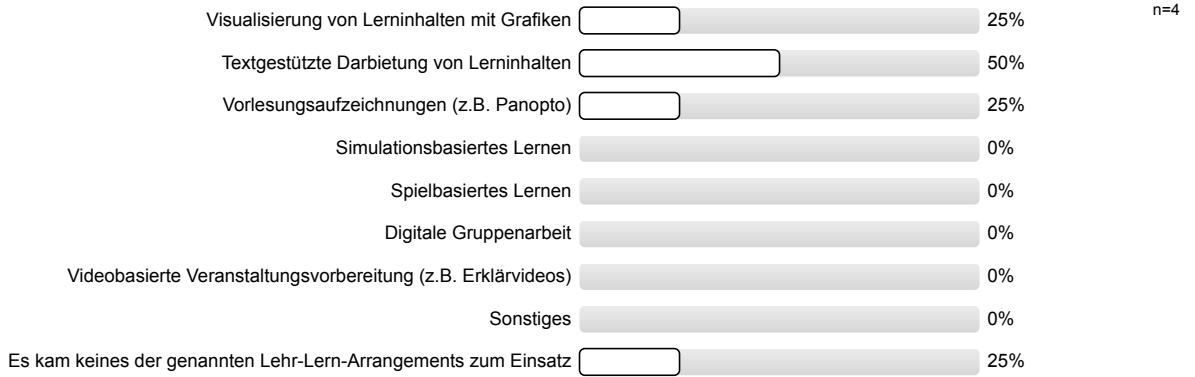 Visualisierung von Lerninhalten mit Grafiken 25% n=4
Textgestützte Darbietung von Lerninhalten 50%
Vorlesungsaufzeichnungen (z.B. Panopto) 25%
Simulationsbasiertes Lernen 0%
Spielbasiertes Lernen 0%
Digitale Gruppenarbeit 0%
Videobasierte Veranstaltungsvorbereitung (z.B. Erklärvideos) 0%
Sonstiges 0%
Es kam keines der genannten Lehr-Lern-Arrangements zum Einsatz 25%